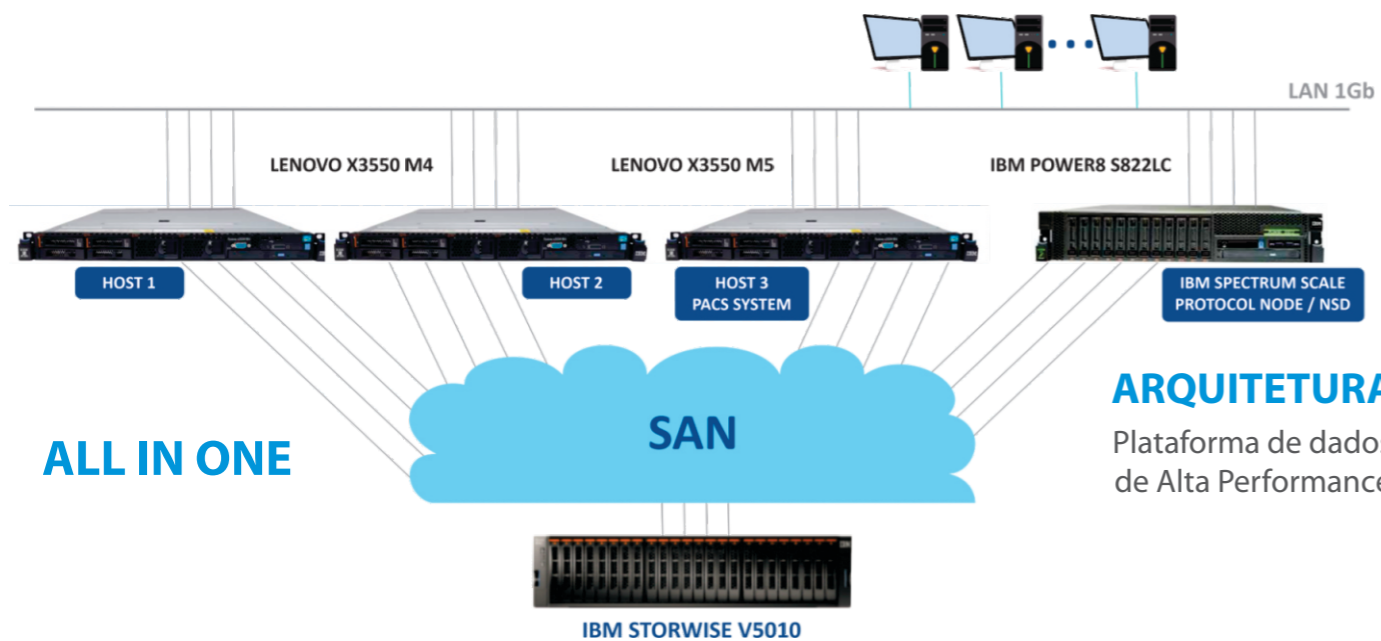 LAN 1Gb
LENOVO X3550 M4
LENOVO X3550 M5
IBM POWER8 S822LC
HOST 1
HOST 2
HOST 3
PACS SYSTEM
IBM SPECTRUM SCALE
PROTOCOL NODE / NSD
SAN
ALL IN ONE
ARQUITETURA
Plataforma de dados
de Alta Performance
IBM STORWISE V5010